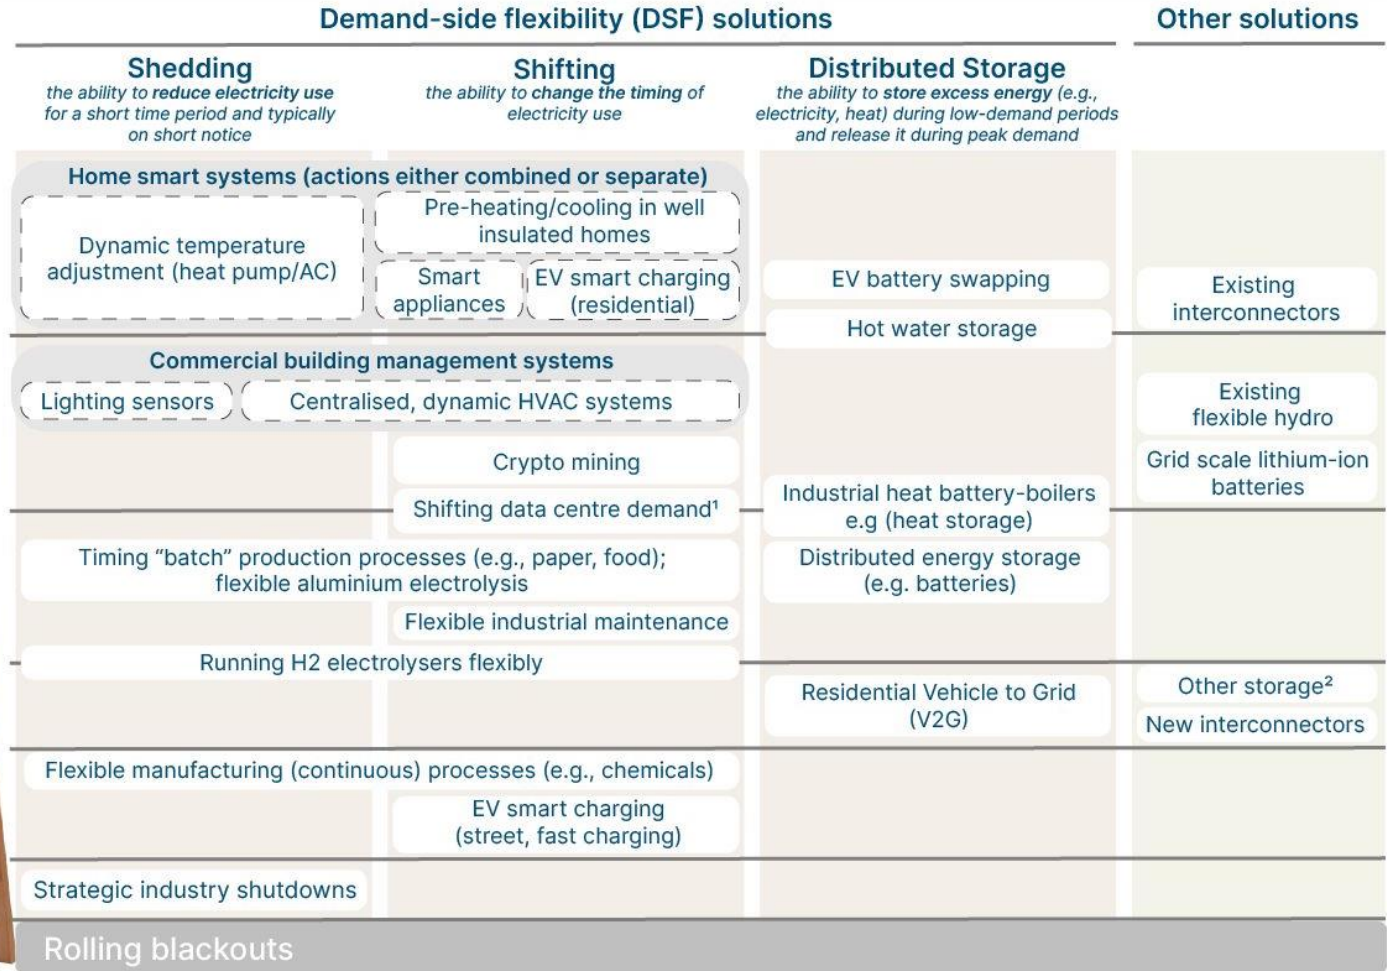 Demand-side flexibility (DSF) solutions
Other solutions
Shedding
the ability to reduce electricity use
for a short time period and typically
on short notice
Shifting
the ability to change the timing of
electricity use
Distributed Storage
the ability to store excess energy (e.g.,
electricity, heat) during low-demand periods
and release it during peak demand
Home smart systems (actions either combined or separate)
Dynamic temperature
adjustment (heat pump/AC)
Pre-heating/cooling in well
insulated homes
Smart
appliances
EV smart charging
(residential)
EV battery swapping
Hot water storage
Existing
interconnectors
Commercial building management systems
Lighting sensors
Centralised, dynamic HVAC systems
Existing
flexible hydro
Crypto mining
Grid scale lithium-ion
batteries
Shifting data centre demand¹
Industrial heat battery-boilers
e.g (heat storage)
Timing “batch” production processes (e.g., paper, food);
flexible aluminium electrolysis
Distributed energy storage
(e.g. batteries)
Flexible industrial maintenance
Running H2 electrolysers flexibly
Residential Vehicle to Grid
(V2G)
Other storage²
New interconnectors
Flexible manufacturing (continuous) processes (e.g., chemicals)
EV smart charging
(street, fast charging)
Strategic industry shutdowns
Rolling blackouts